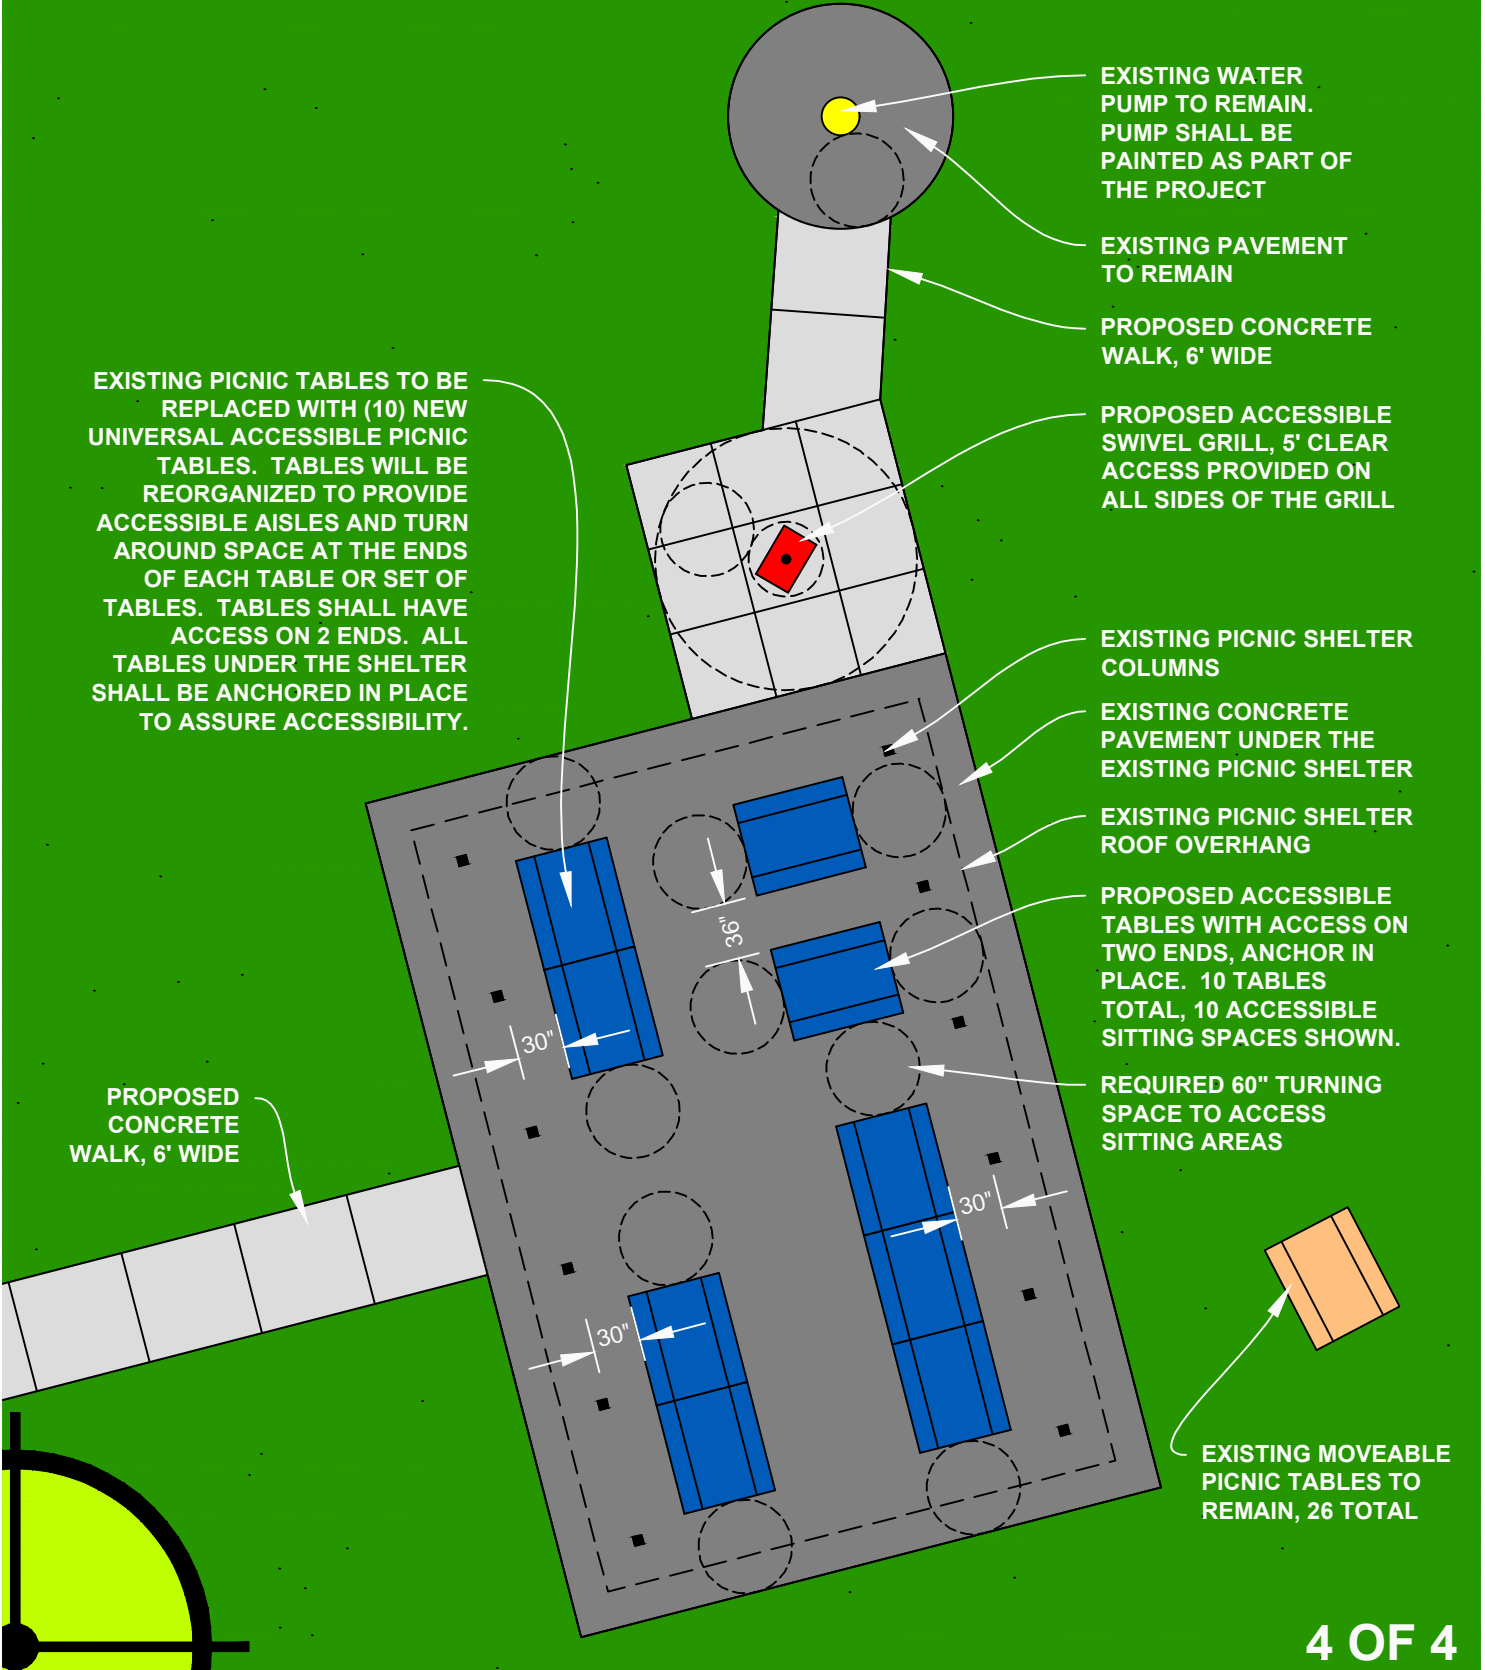 EXISTING WATER
PUMP TO REMAIN.
PUMP SHALL BE
PAINTED AS PART OF
THE PROJECT
EXISTING PAVEMENT
TO REMAIN
PROPOSED CONCRETE
WALK, 6' WIDE
EXISTING PICNIC TABLES TO BE
REPLACED WITH (10) NEW
UNIVERSAL ACCESSIBLE PICNIC
TABLES. TABLES WILL BE
REORGANIZED TO PROVIDE
ACCESSIBLE AISLES AND TURN
AROUND SPACE AT THE ENDS
OF EACH TABLE OR SET OF
TABLES. TABLES SHALL HAVE
ACCESS ON 2 ENDS. ALL
TABLES UNDER THE SHELTER
SHALL BE ANCHORED IN PLACE
TO ASSURE ACCESSIBILITY.
PROPOSED ACCESSIBLE
SWIVEL GRILL, 5' CLEAR
ACCESS PROVIDED ON
ALL SIDES OF THE GRILL
EXISTING PICNIC SHELTER
COLUMNS
EXISTING CONCRETE
PAVEMENT UNDER THE
EXISTING PICNIC SHELTER
EXISTING PICNIC SHELTER
ROOF OVERHANG
PROPOSED ACCESSIBLE
TABLES WITH ACCESS ON
TWO ENDS, ANCHOR IN
PLACE. 10 TABLES
TOTAL, 10 ACCESSIBLE
SITTING SPACES SHOWN.
36"
30"
REQUIRED 60" TURNING
SPACE TO ACCESS
SITTING AREAS
PROPOSED
CONCRETE
WALK, 6' WIDE
30"
30"
EXISTING MOVEABLE
PICNIC TABLES TO
REMAIN, 26 TOTAL
4 OF 4